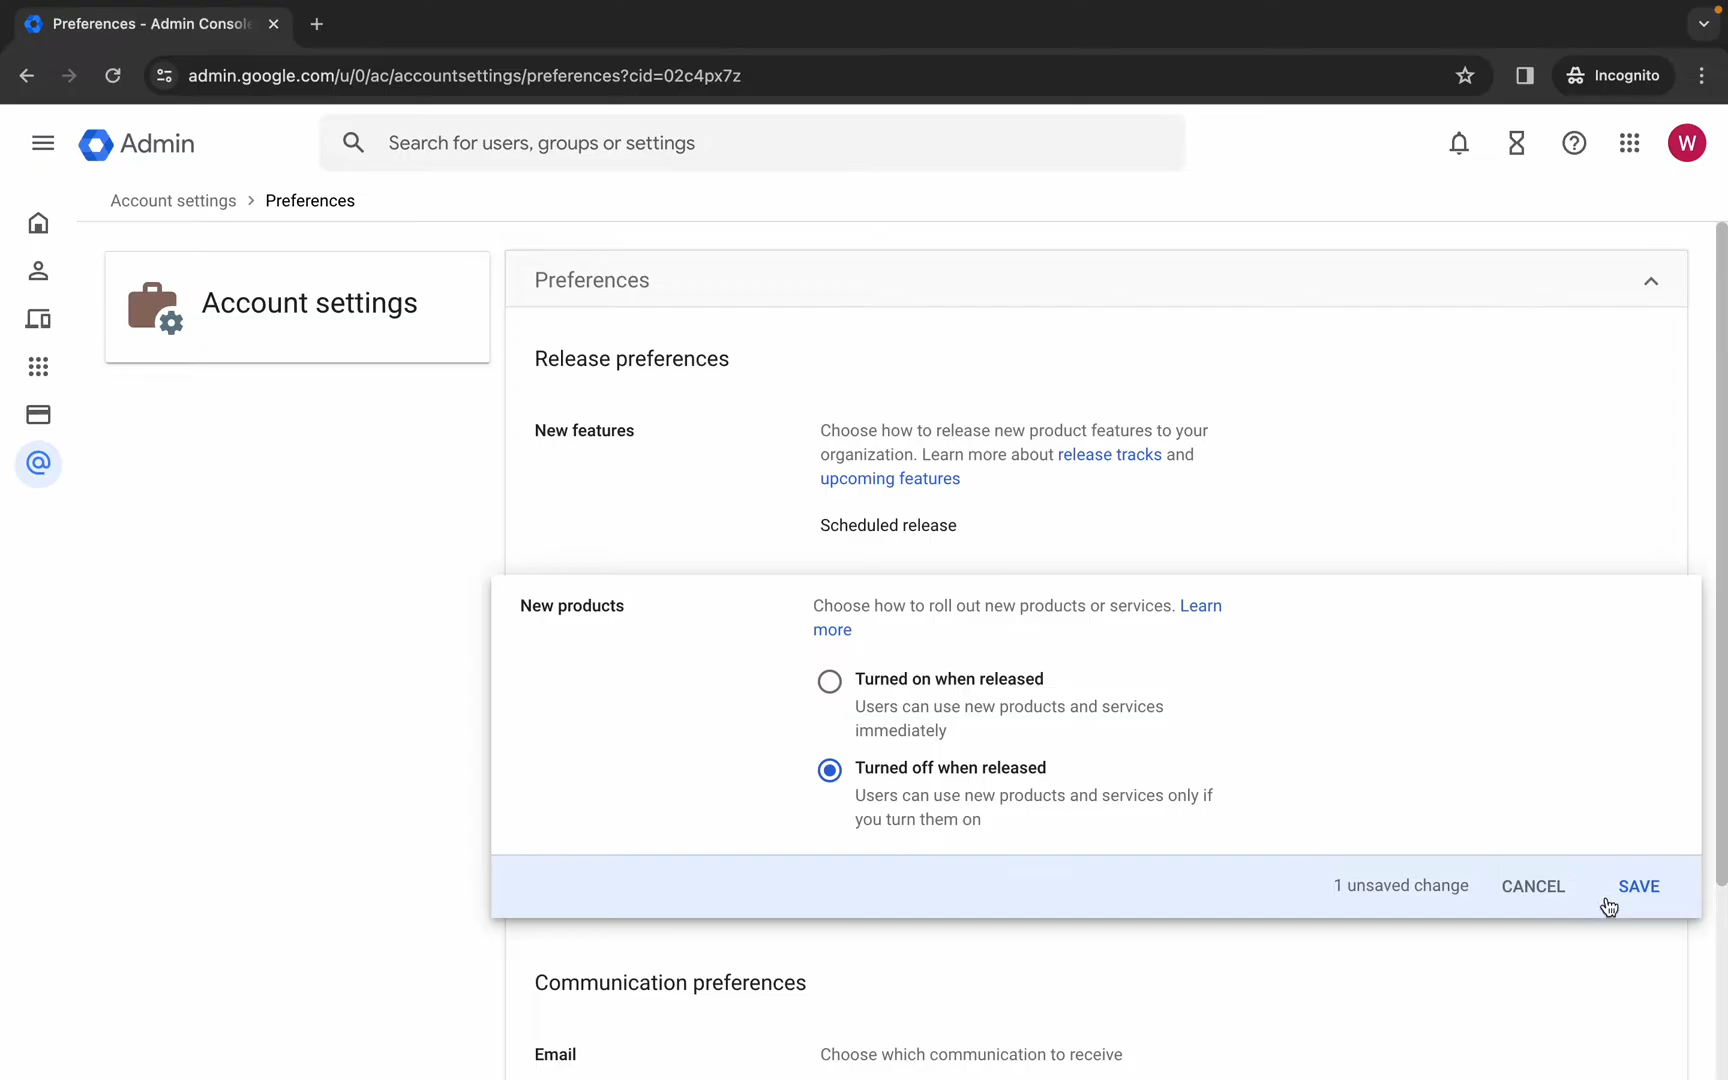 Preferences - Admin Console
admin.google.com/u/0/ac/accountsettings/preferences?cid=02c4px7z
Incognito
Admin
Search for users, groups or settings
W
Account settings > Preferences
Account settings
Preferences
Release preferences
New features
Choose how to release new product features to your
organization. Learn more about release tracks and
upcoming features
Scheduled release
New products
Choose how to roll out new products or services. Learn
more
Turned on when released
Users can use new products and services
immediately
Turned off when released
Users can use new products and services only if
you turn them on
1 unsaved change
CANCEL
SAVE
Communication preferences
Email
Choose which communication to receive